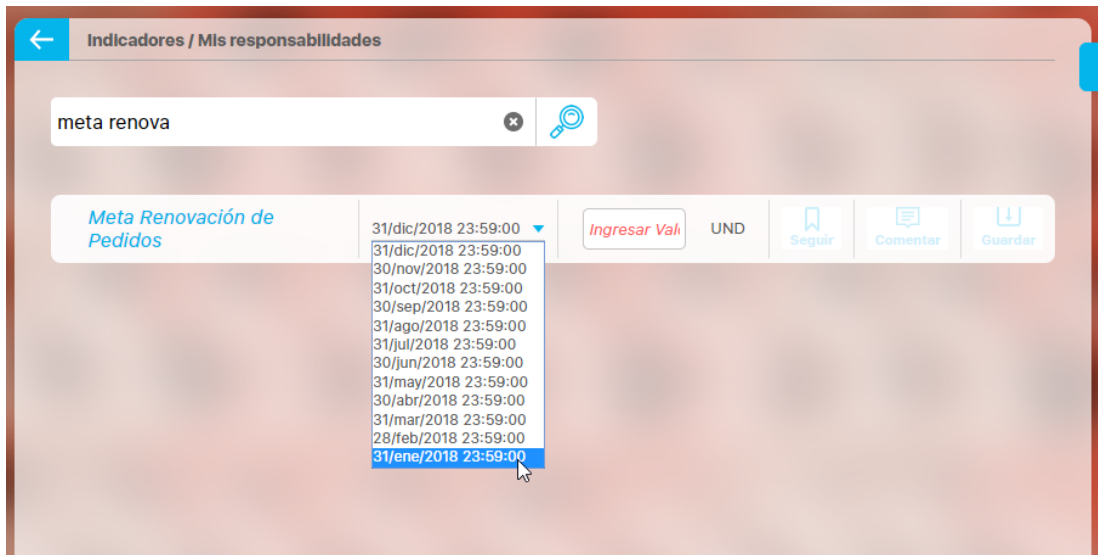 Indicadores / Mis responsabilidades
meta renova
Meta Renovación de
Pedidos
31/dic/2018 23:59:00
Ingresar Val
UND
Seguir
Comentar
Guardar
31/dic/2018 23:59:00
30/nov/2018 23:59:00
31/oct/2018 23:59:00
30/sep/2018 23:59:00
31/ago/2018 23:59:00
31/jul/2018 23:59:00
30/jun/2018 23:59:00
31/may/2018 23:59:00
30/abr/2018 23:59:00
31/mar/2018 23:59:00
28/feb/2018 23:59:00
31/ene/2018 23:59:00